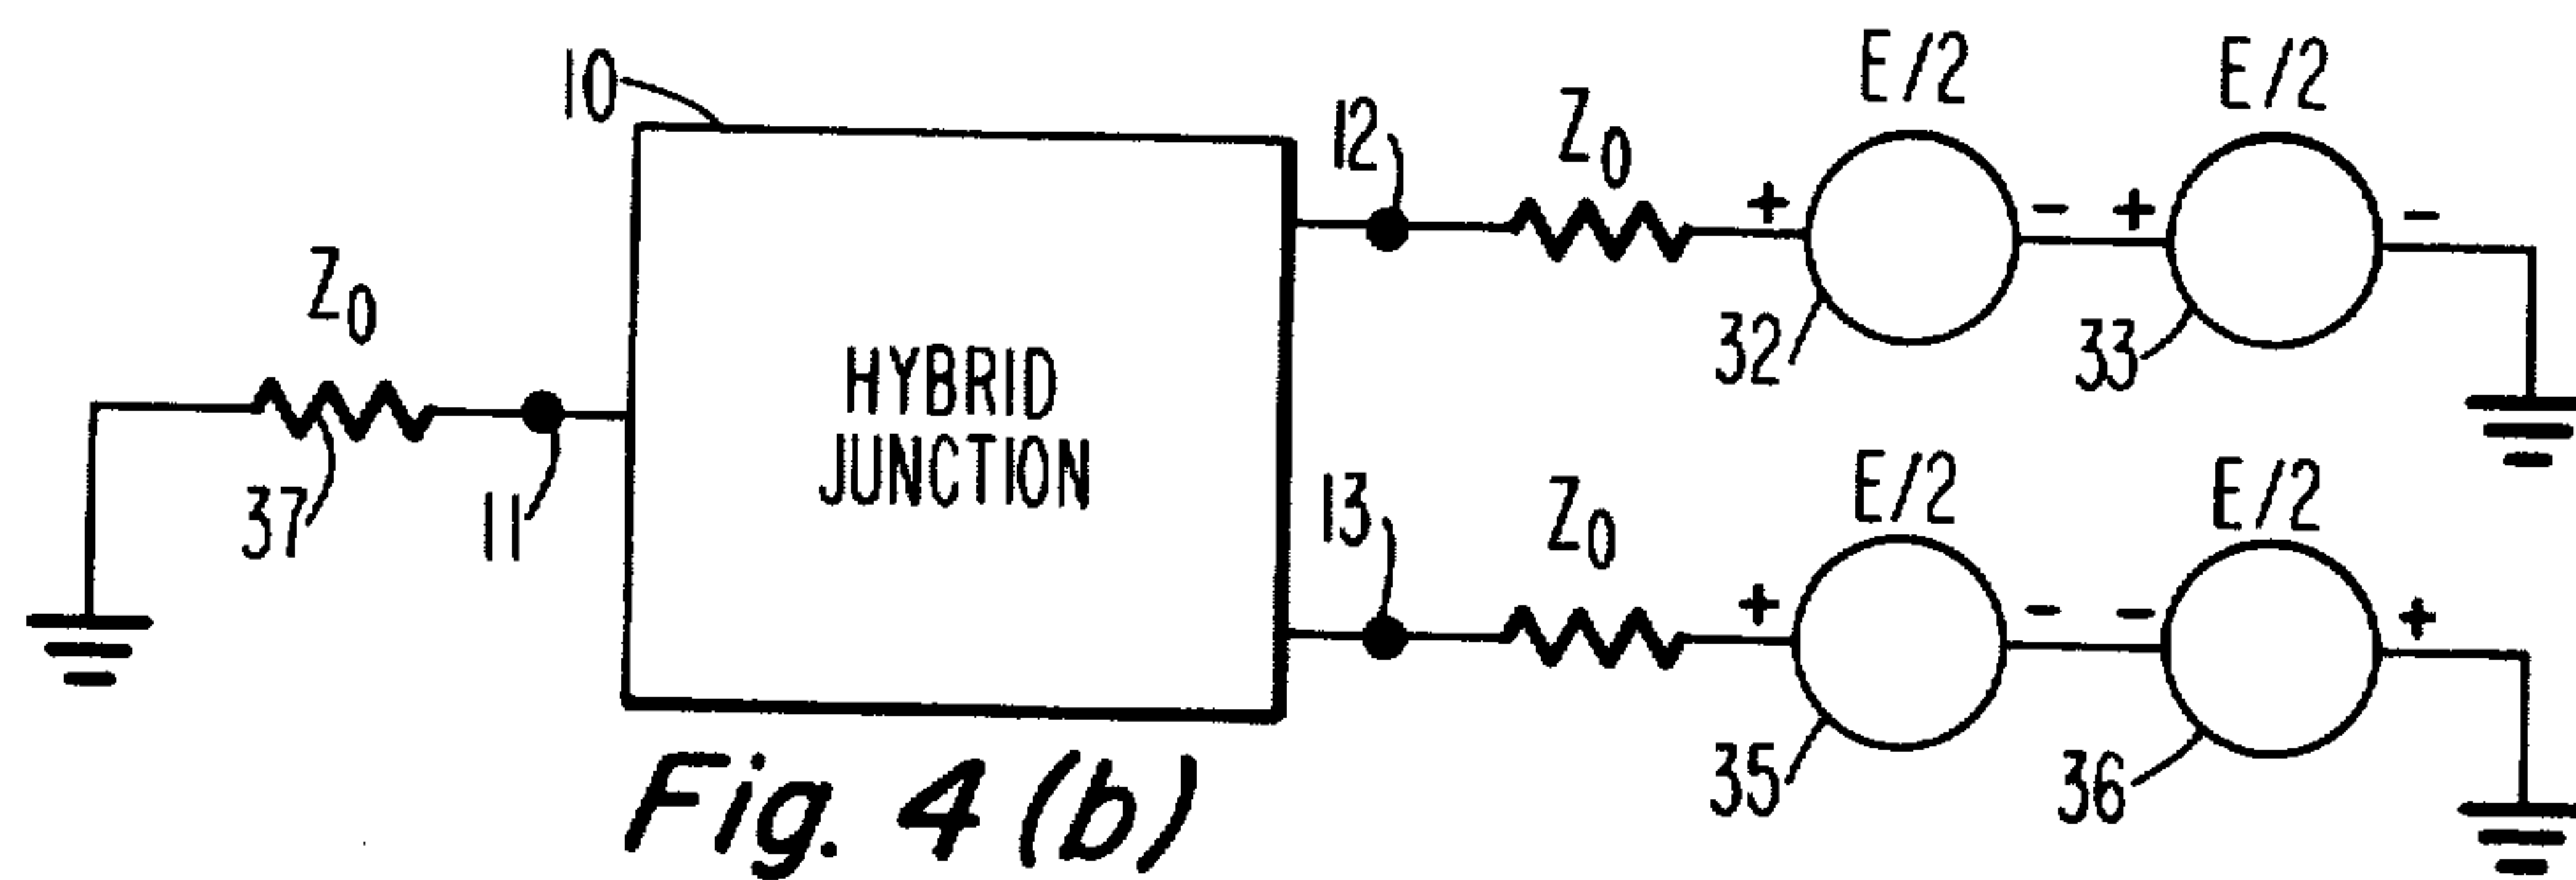 10
12
Z0
E/2
E/2
+
-
+
-
32
33
Z0
37
11
HYBRID
JUNCTION
13
Z0
E/2
E/2
+
-
-
+
35
36
Fig. 4 (b)